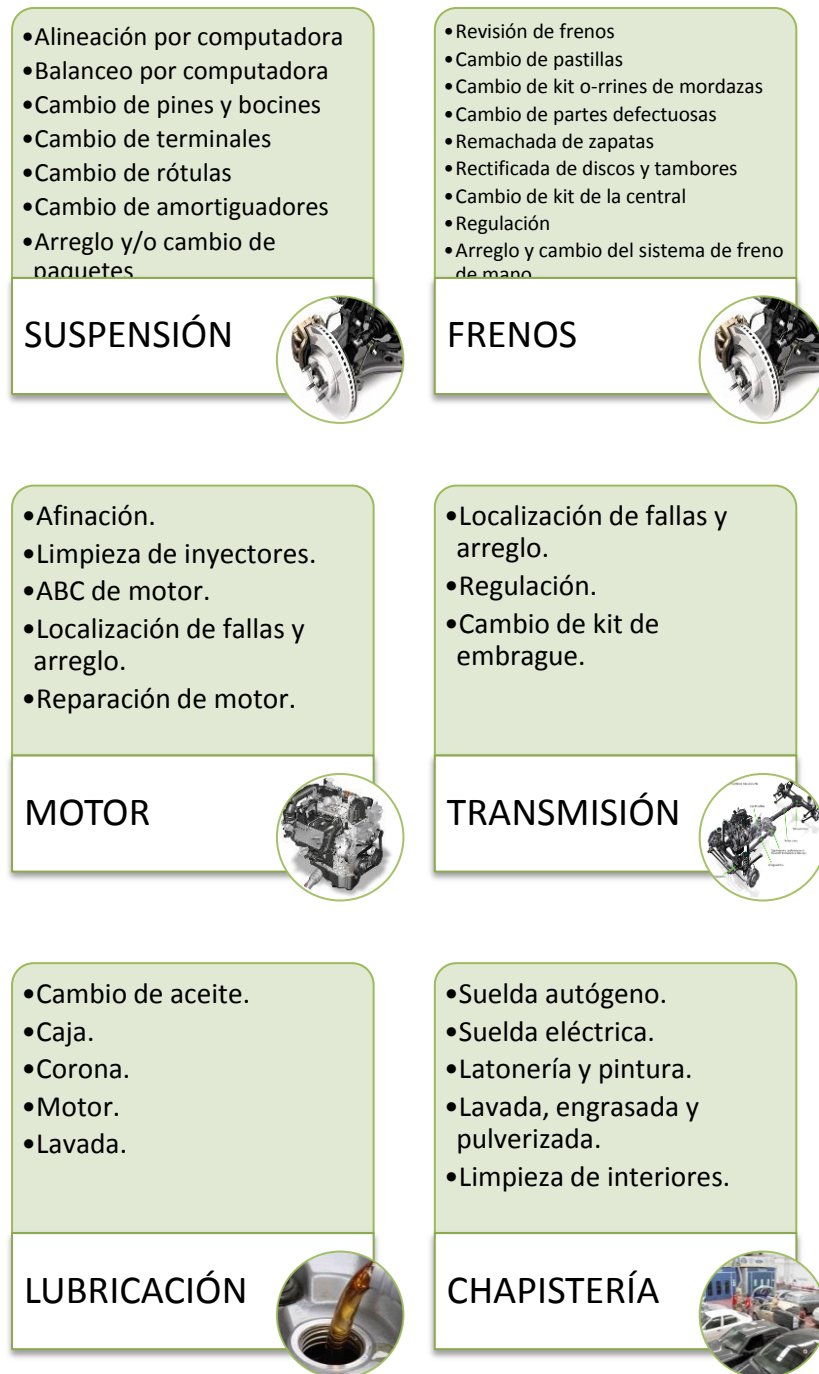 •Alineación por computadora
•Balanceo por computadora
•Cambio de pines y bocines
•Cambio de terminales
•Cambio de rótulas
•Cambio de amortiguadores
•Arreglo y/o cambio de
paquetes
SUSPENSIÓN
•Revisión de frenos
•Cambio de pastillas
•Cambio de kit o-rrines de mordazas
•Cambio de partes defectuosas
•Remachada de zapatas
•Rectificada de discos y tambores
•Cambio de kit de la central
•Regulación
•Arreglo y cambio del sistema de freno
de mano
FRENOS
•Afinación.
•Limpieza de inyectores.
•ABC de motor.
•Localización de fallas y
arreglo.
•Reparación de motor.
MOTOR
•Localización de fallas y
arreglo.
•Regulación.
•Cambio de kit de
embrague.
TRANSMISIÓN
•Cambio de aceite.
•Caja.
•Corona.
•Motor.
•Lavada.
LUBRICACIÓN
•Suelda autógeno.
•Suelda eléctrica.
•Latonería y pintura.
•Lavada, engrasada y
pulverizada.
•Limpieza de interiores.
CHAPISTERÍA